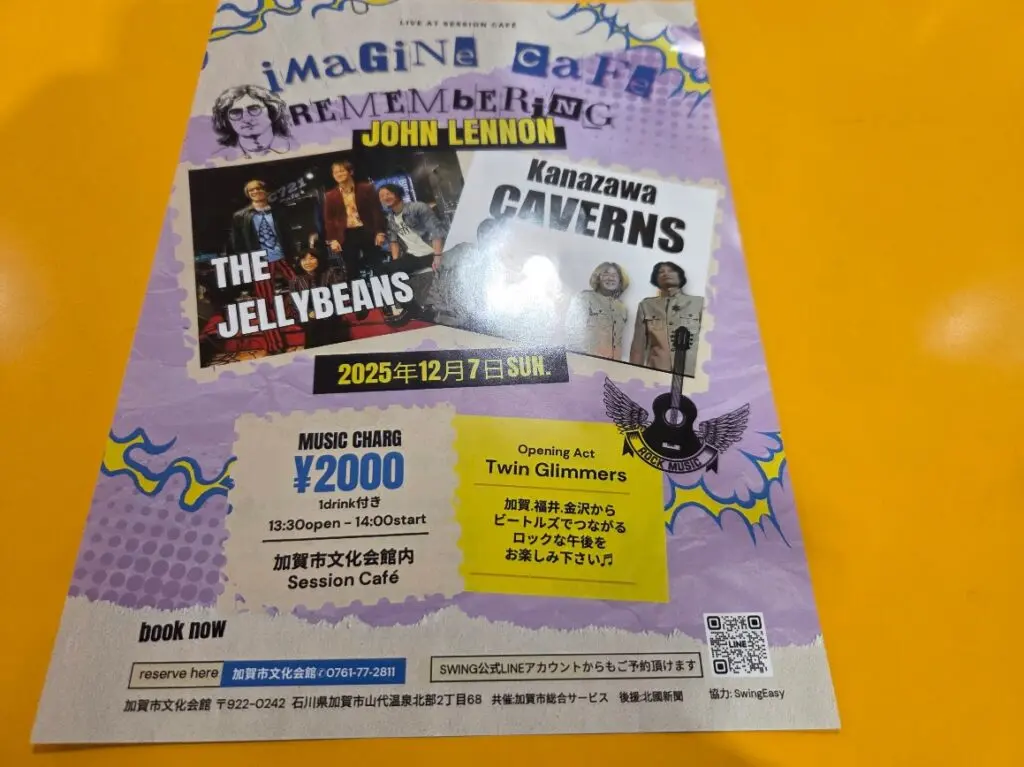 LIVE AT SESSION CAFÉ
iMaGiNe CaFe
REMEMbERiNG
JOHN LENNON
C721
THE
JELLYBEANS
Kanazawa
CAVERNS
2025年12月7日SUN.
ROCK MUSIC
MUSIC CHARG
¥2000
1drink付き
13:30open – 14:00start
加賀市文化会館内
Session Café
Opening Act
Twin Glimmers
加賀.福井.金沢から
ビートルズでつながる
ロックな午後を
お楽しみ下さい♬
book now
reserve here 加賀市文化会館✆0761-77-2811
SWING公式LINEアカウントからもご予約頂けます
LINE
加賀市文化会館 〒922-0242 石川県加賀市山代温泉北部2丁目68 共催:加賀市総合サービス 後援:北國新聞 協力: SwingEasy